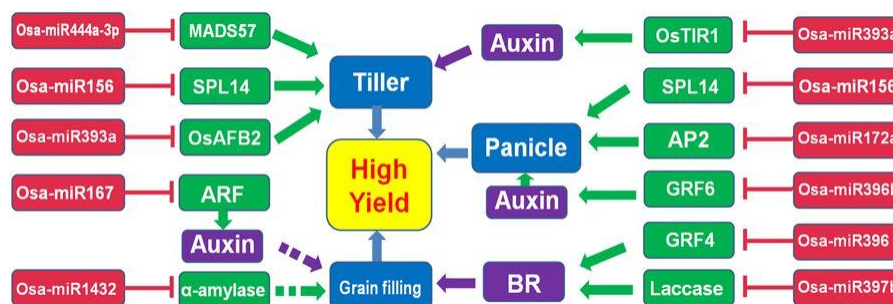 Osa-miR444a-3p
MADS57
Auxin
OsTIR1
Osa-miR393a
Osa-miR156
SPL14
Tiller
SPL14
Osa-miR156
Osa-miR393a
OsAFB2
High
Yield
Panicle
AP2
Osa-miR172a
Osa-miR167
ARF
Auxin
GRF6
Auxin
GRF4
Osa-miR396
Osa-miR1432
α-amylase
Grain filling
BR
Laccase